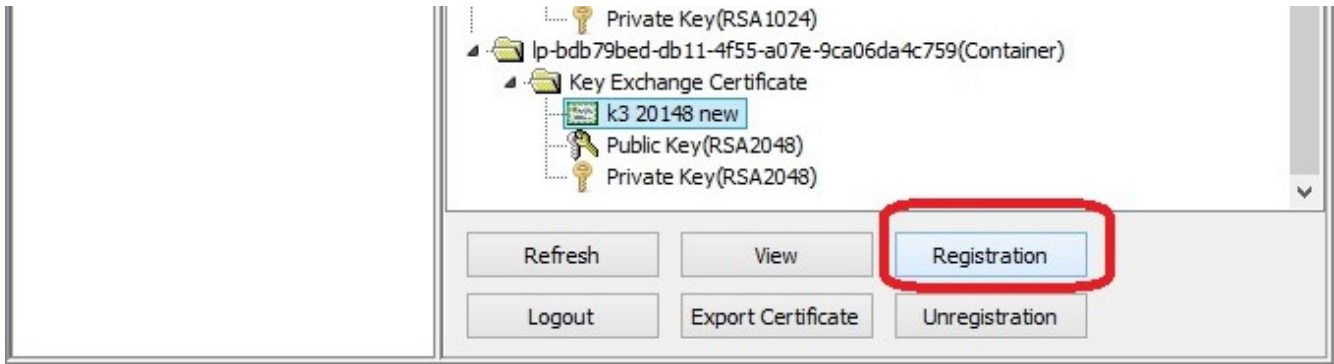 Private Key(RSA1024)
lp-bdb79bed-db11-4f55-a07e-9ca06da4c759(Container)
Key Exchange Certificate
k3 20148 new
Public Key(RSA2048)
Private Key(RSA2048)
Refresh View Registration
Logout Export Certificate Unregistration